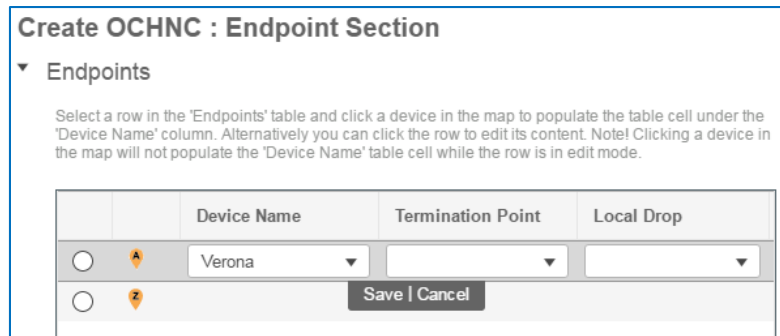 Create OCHNC : Endpoint Section
Endpoints
Select a row in the 'Endpoints' table and click a device in the map to populate the table cell under the
'Device Name' column. Alternatively you can click the row to edit its content. Note! Clicking a device in
the map will not populate the 'Device Name' table cell while the row is in edit mode.
Device Name Termination Point Local Drop
A Verona
Z Save | Cancel